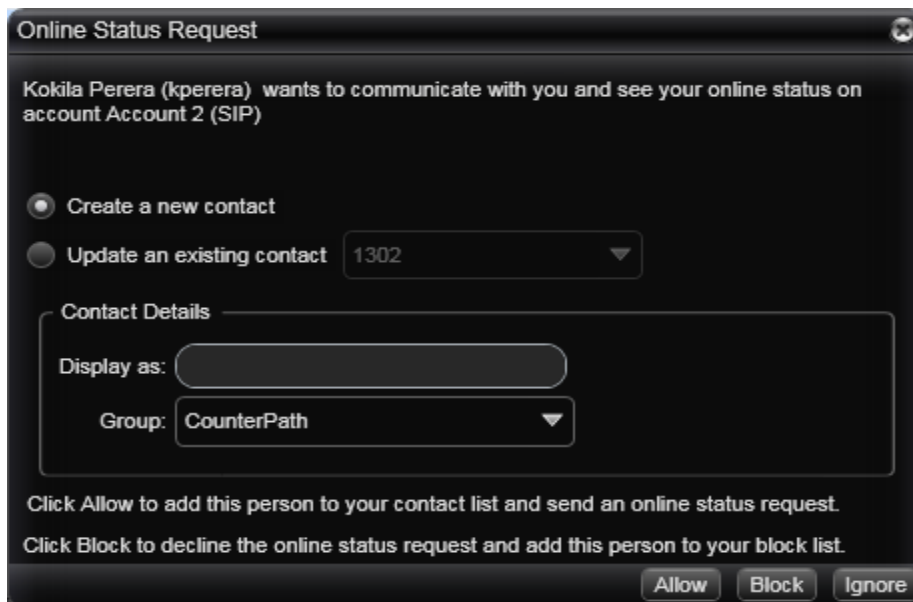 Online Status Request
Kokila Perera (kperera) wants to communicate with you and see your online status on
account Account 2 (SIP)
Create a new contact
Update an existing contact 1302
Contact Details
Display as:
Group: CounterPath
Click Allow to add this person to your contact list and send an online status request.
Click Block to decline the online status request and add this person to your block list.
Allow Block Ignore